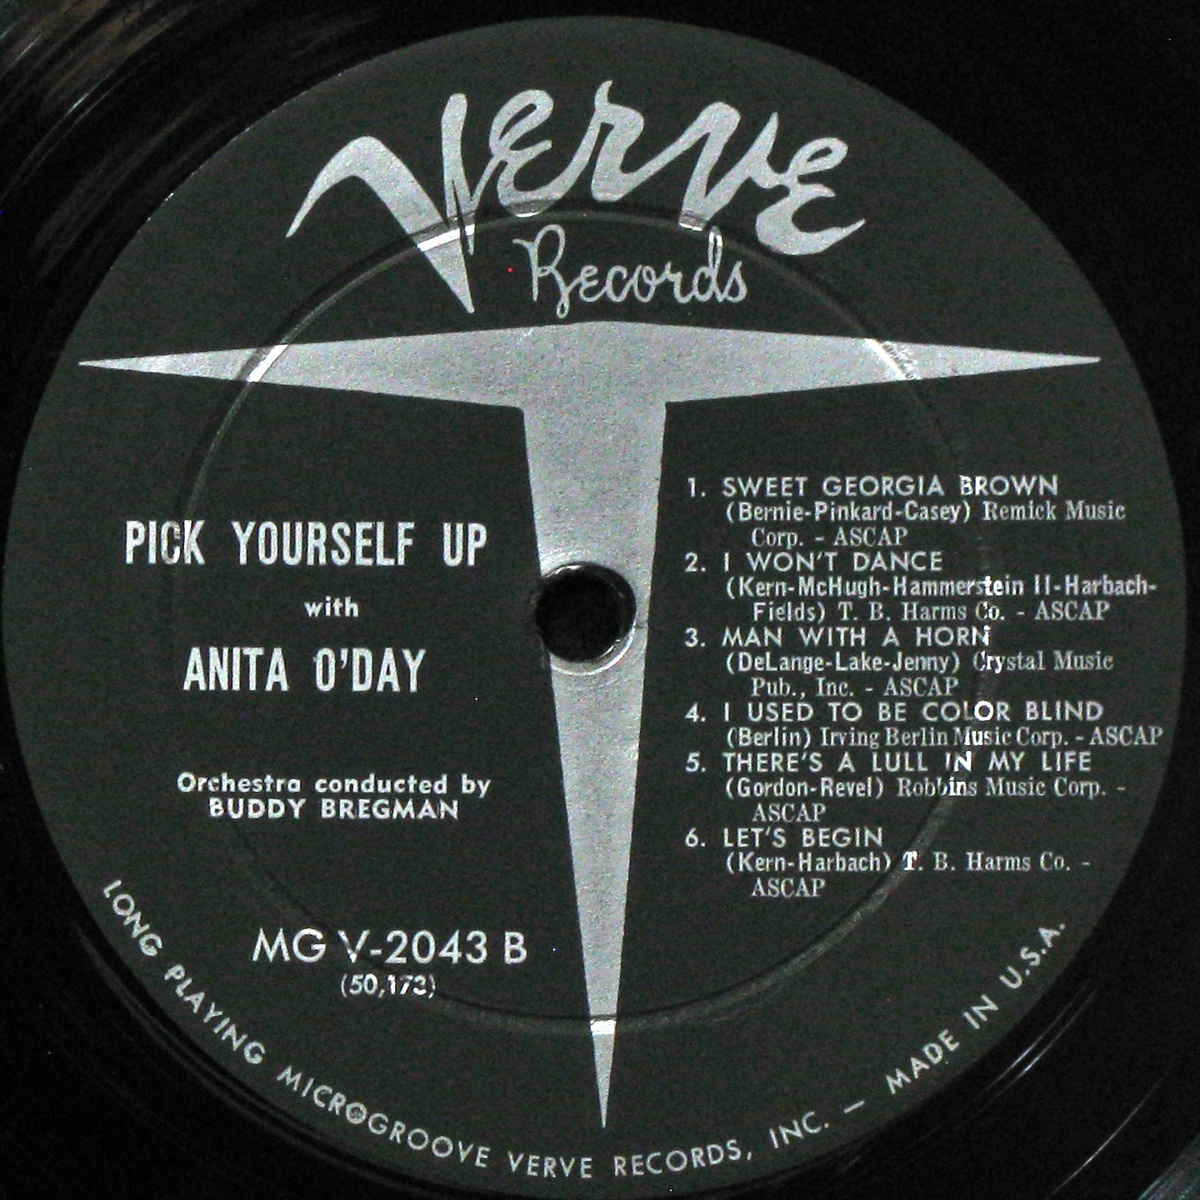 Verve
Records
PICK YOURSELF UP
with
ANITA O'DAY
Orchestra conducted by
BUDDY BREGMAN
MG V-2043 B
(50,173)
1. SWEET GEORGIA BROWN
(Bernie-Pinkard-Casey) Remick Music
Corp. - ASCAP
2. I WON'T DANCE
(Kern-McHugh-Hammerstein II-Harbach-
Fields) T. B. Harms Co. - ASCAP
3. MAN WITH A HORN
(DeLange-Lake-Jenny) Crystal Music
Pub., Inc. - ASCAP
4. I USED TO BE COLOR BLIND
(Berlin) Irving Berlin Music Corp. - ASCAP
5. THERE'S A LULL IN MY LIFE
(Gordon-Revel) Robbins Music Corp. -
ASCAP
6. LET'S BEGIN
(Kern-Harbach) T. B. Harms Co. -
ASCAP
LONG PLAYING MICROGROOVE VERVE RECORDS, INC. — MADE IN U.S.A.